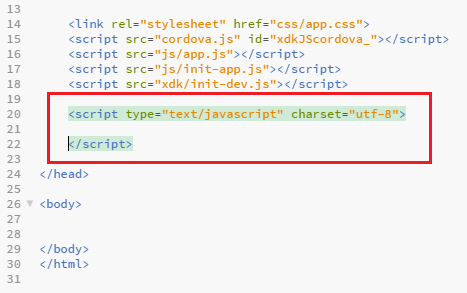 13
14 <link rel="stylesheet" href="css/app.css">
15 <script src="cordova.js" id="xdkJScordova_"></script>
16 <script src="js/app.js"></script>
17 <script src="js/init-app.js"></script>
18 <script src="xdk/init-dev.js"></script>
19
20 <script type="text/javascript" charset="utf-8">
21
22 </script>
23
24 </head>
25
26 <body>
27
28
29 </body>
30 </html>
31